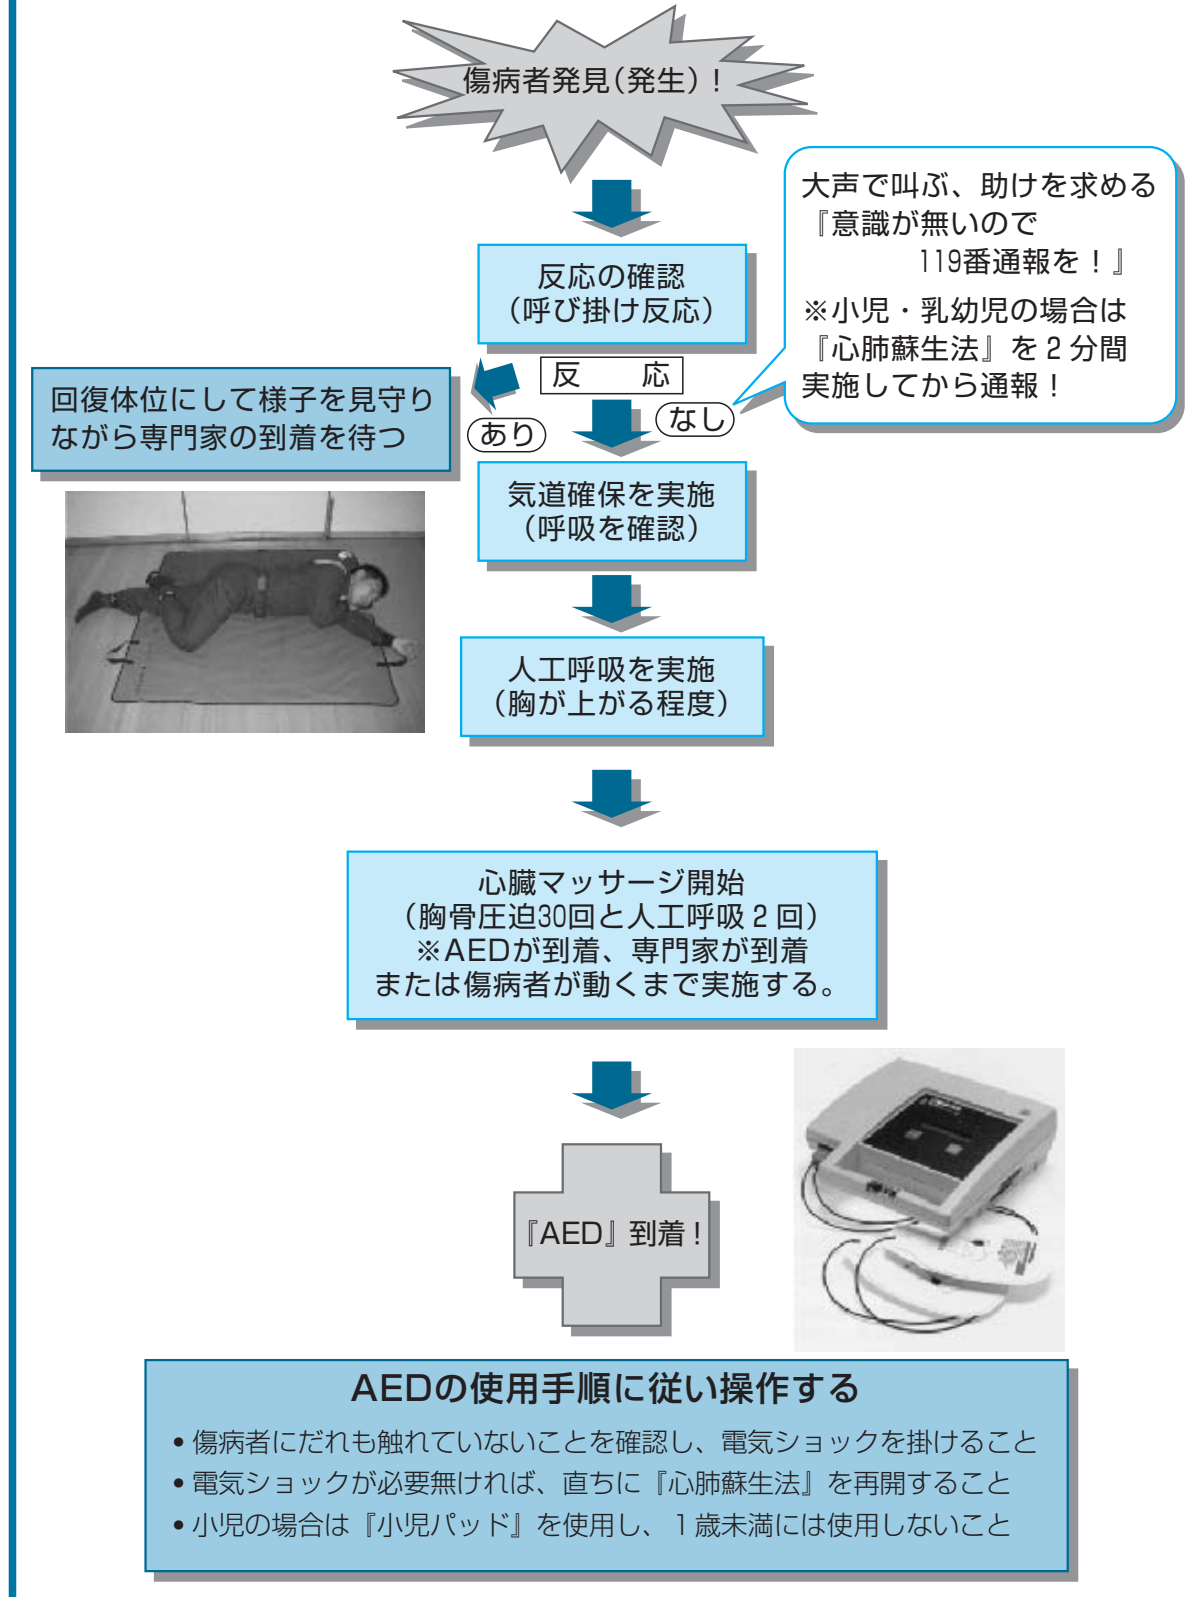 傷病者発見(発生)!
大声で叫ぶ、助けを求める
『意識が無いので
119番通報を!』
※小児・乳幼児の場合は
『心肺蘇生法』を2分間
実施してから通報!
反応の確認
(呼び掛け反応)
反 応
なし
あり
回復体位にして様子を見守り
ながら専門家の到着を待つ
気道確保を実施
(呼吸を確認)
人工呼吸を実施
(胸が上がる程度)
心臓マッサージ開始
(胸骨圧迫30回と人工呼吸2回)
※AEDが到着、専門家が到着
または傷病者が動くまで実施する。
『AED』到着!
AEDの使用手順に従い操作する
•傷病者にだれも触れていないことを確認し、電気ショックを掛けること
•電気ショックが必要無ければ、直ちに『心肺蘇生法』を再開すること
•小児の場合は『小児パッド』を使用し、1歳未満には使用しないこと